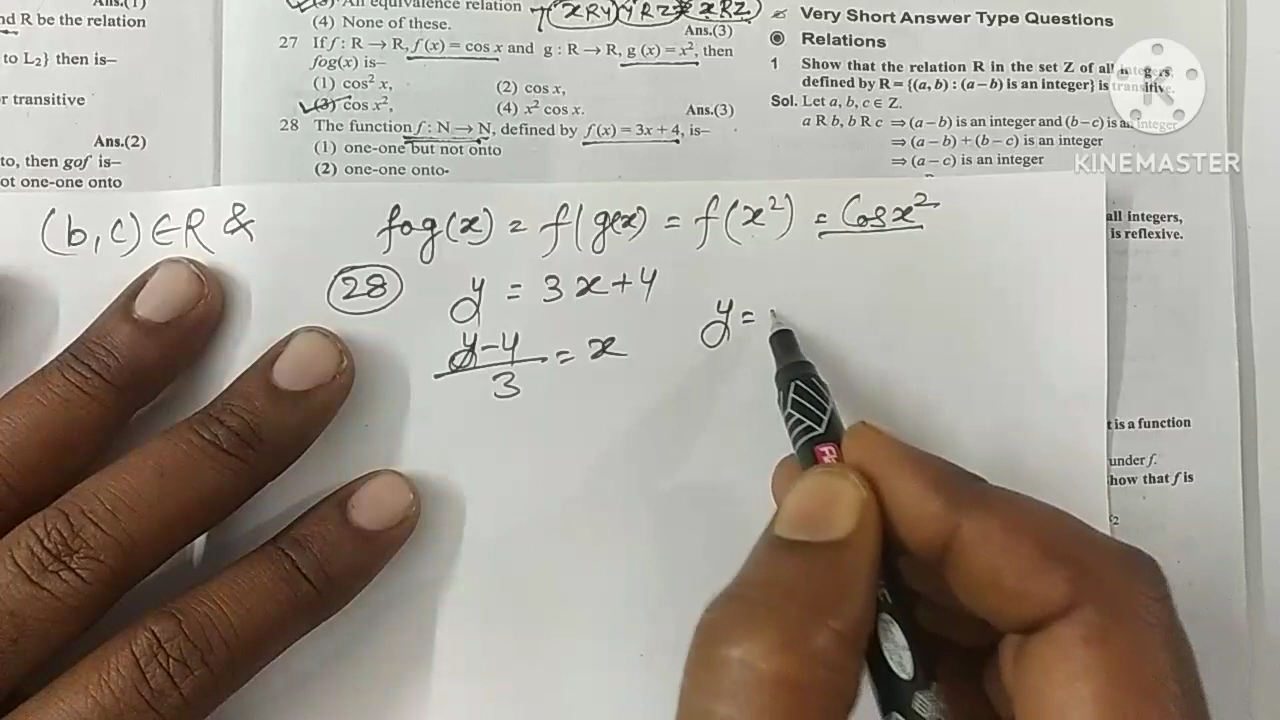 Ans.(1)
nd R be the relation
to L₂} then is–
r transitive
Ans.(2)
to, then gof is–
ot one-one onto
(3) An equivalence relation
(4) None of these.
xRy yRZ xRZ
Ans.(3)
27 If f : R → R, f(x) = cos x and g : R → R, g (x) = x², then
fog(x) is–
(1) cos² x, (2) cos x,
(3) cos x², (4) x² cos x. Ans.(3)
28 The function f : N → N, defined by f(x) = 3x + 4, is–
(1) one-one but not onto
(2) one-one onto-
Very Short Answer Type Questions
Relations
1 Show that the relation R in the set Z of all integers,
defined by R = {(a, b) : (a – b) is an integer} is transitive.
Sol. Let a, b, c ∈ Z.
a R b, b R c ⇒ (a – b) is an integer and (b – c) is an integer
⇒ (a – b) + (b – c) is an integer
⇒ (a – c) is an integer
K
KINEMASTER
all integers,
is reflexive.
t is a function
under f.
how that f is
(b, c) ∈ R &
fog(x) = f(g(x) = f(x²) = Cos x²
28 y = 3x+4
y-4/3 = x
y =